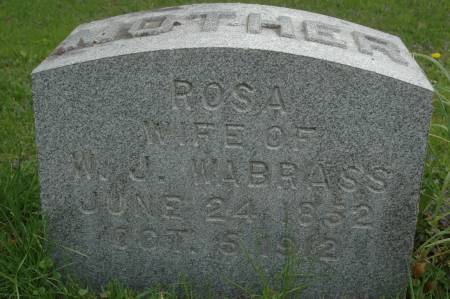 MOTHER
ROSA
WIFE OF
W. J. WABRASS
JUNE 24 1852
OCT. 5 1912